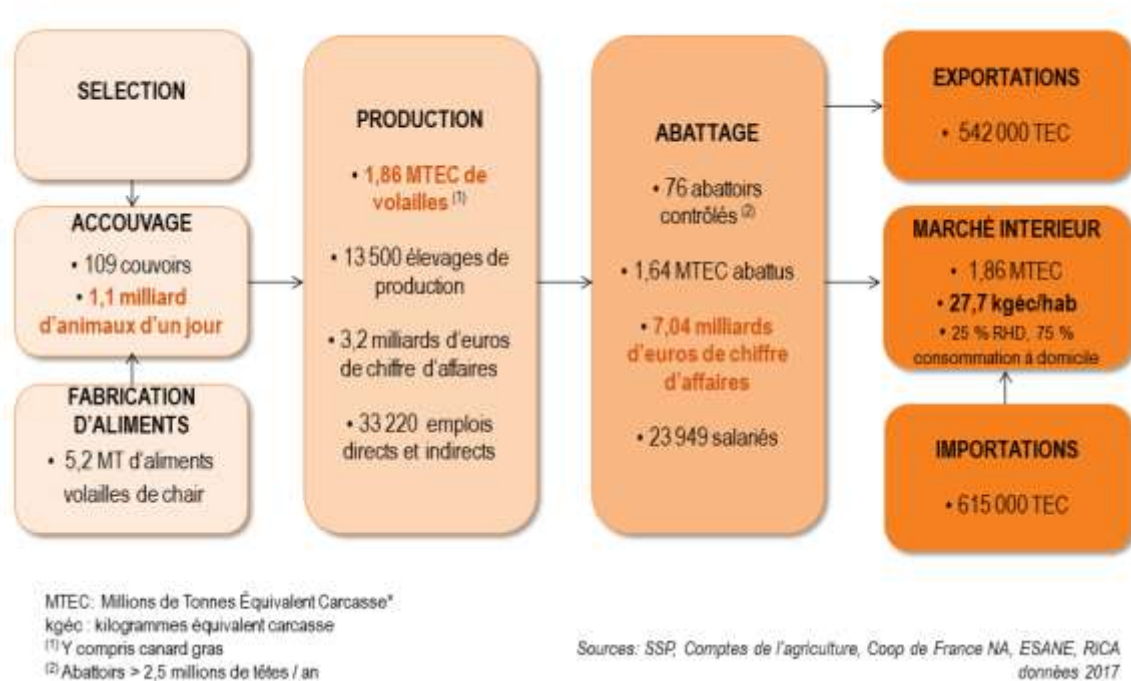 SELECTION
ACCOUVAGE
• 109 couvoirs
• 1,1 milliard
d'animaux d'un jour
FABRICATION
D'ALIMENTS
• 5,2 MT d'aliments
volailles de chair
PRODUCTION
• 1,86 MTEC de
volailles (1)
• 13 500 élevages de
production
• 3,2 milliards d'euros
de chiffre d'affaires
• 33 220 emplois
directs et indirects
ABATTAGE
• 76 abattoirs
contrôlés (2)
• 1,64 MTEC abattus
• 7,04 milliards
d'euros de chiffre
d'affaires
• 23 949 salariés
EXPORTATIONS
• 542 000 TEC
MARCHÉ INTERIEUR
• 1,86 MTEC
• 27,7 kgéc/hab
• 25 % RHD, 75 %
consommation à domicile
IMPORTATIONS
• 615 000 TEC
MTEC: Millions de Tonnes Équivalent Carcasse*
kgéc : kilogrammes équivalent carcasse
(1) Y compris canard gras
(2) Abattoirs > 2,5 millions de têtes / an
Sources: SSP, Comptes de l'agriculture, Coop de France NA, ESANE, RICA
données 2017